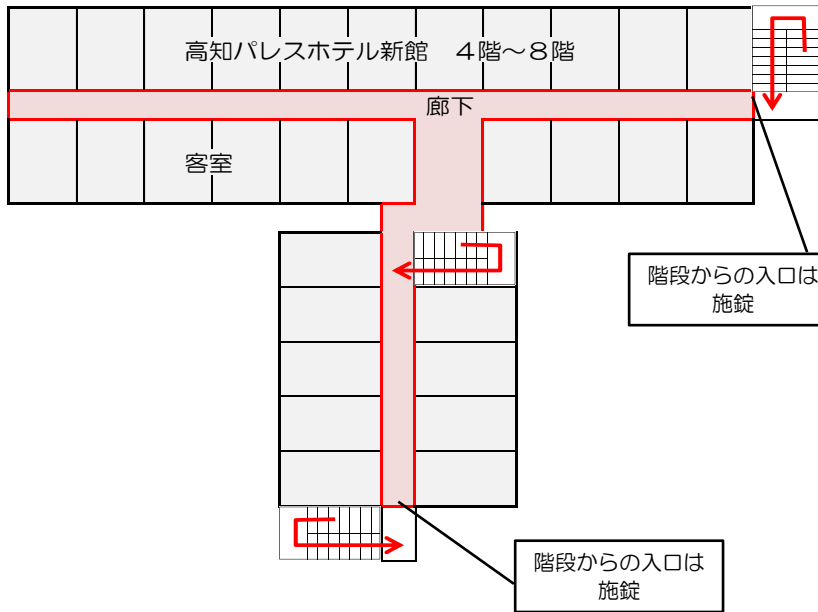 高知パレスホテル新館　４階～８階
廊下
客室
階段からの入口は
施錠
階段からの入口は
施錠